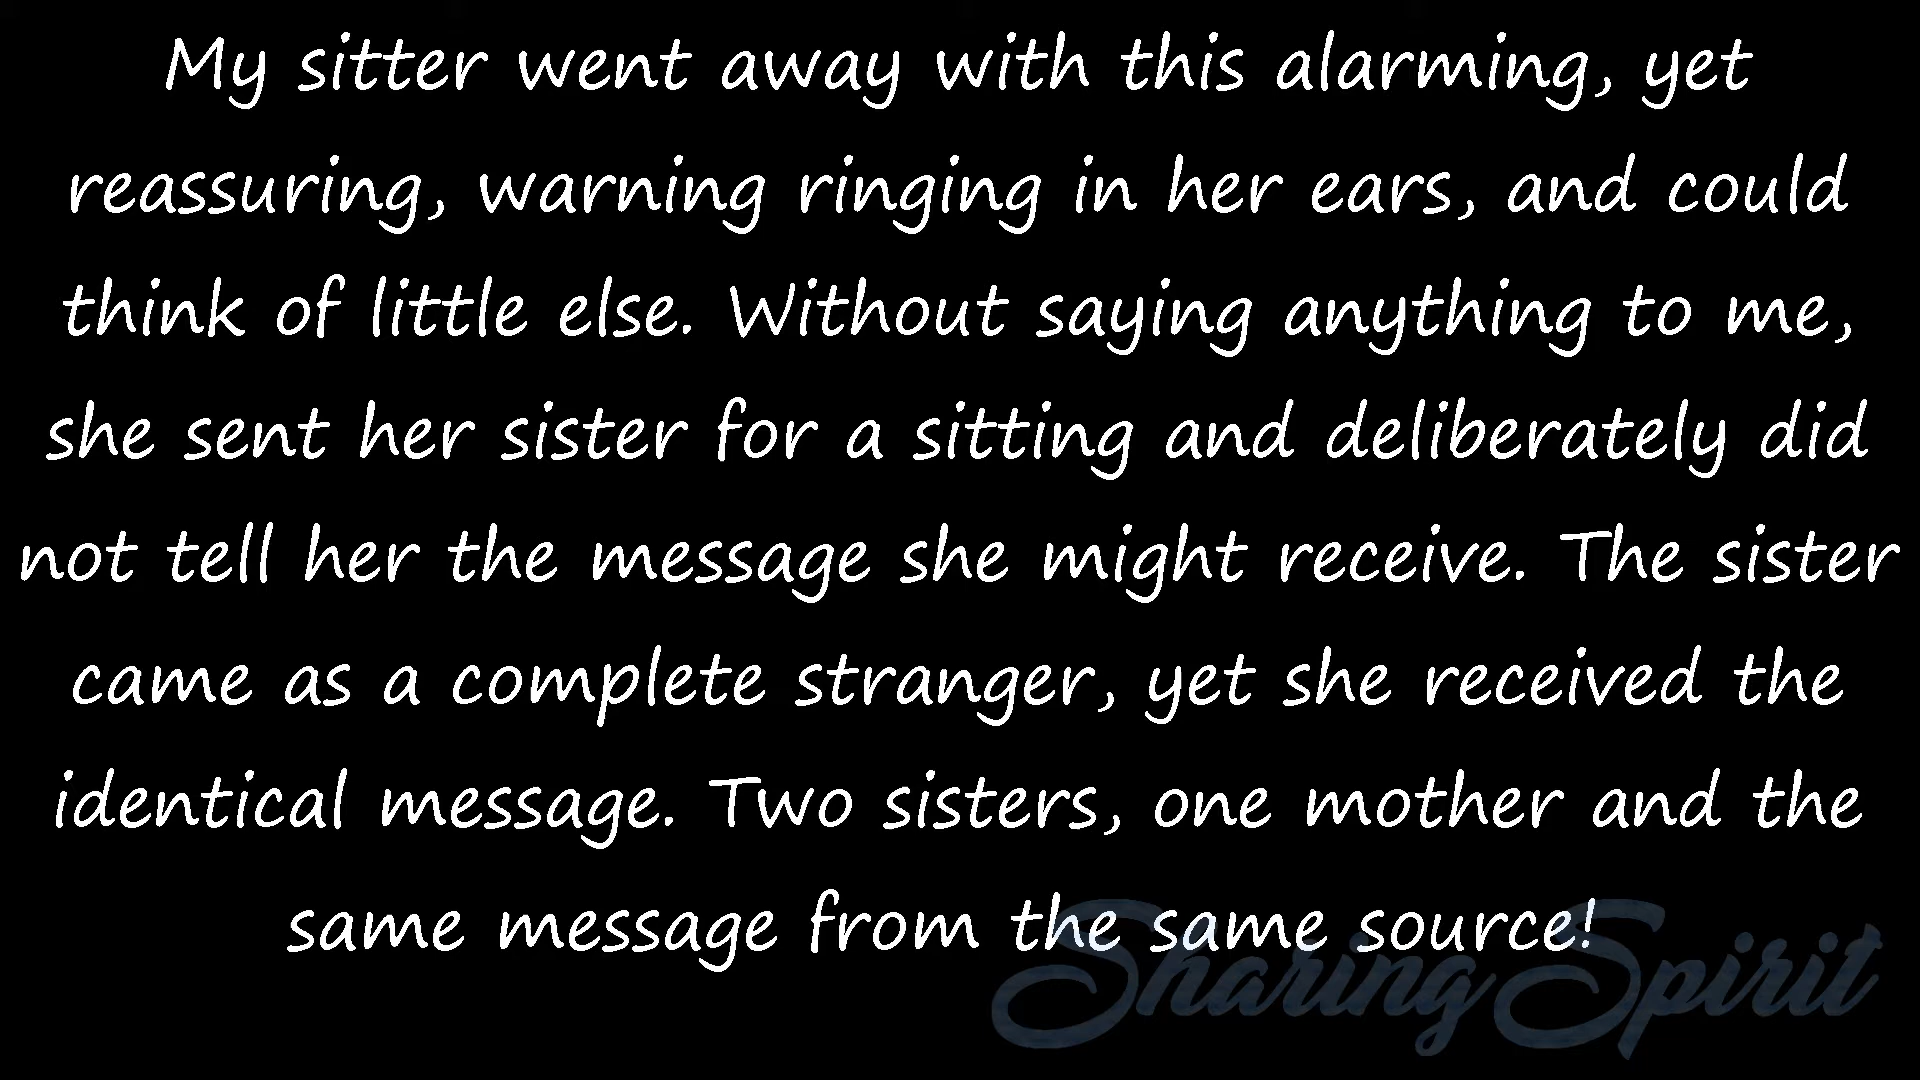 My sitter went away with this alarming, yet
reassuring, warning ringing in her ears, and could
think of little else. Without saying anything to me,
she sent her sister for a sitting and deliberately did
not tell her the message she might receive. The sister
came as a complete stranger, yet she received the
identical message. Two sisters, one mother and the
same message from the same source!
SharingSpirit